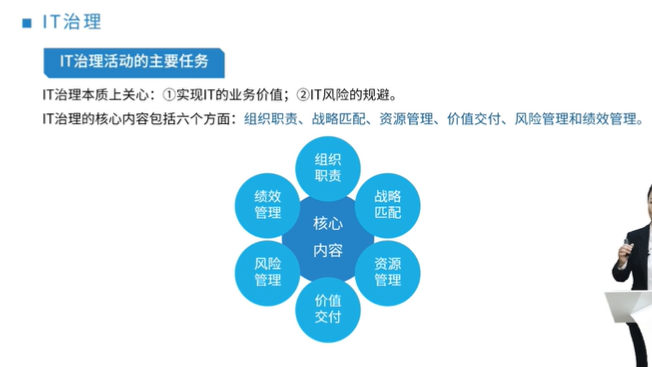 IT治理
IT治理活动的主要任务
IT治理本质上关心：①实现IT的业务价值；②IT风险的规避。
IT治理的核心内容包括六个方面：组织职责、战略匹配、资源管理、价值交付、风险管理和绩效管理。
组织
职责
绩效
管理
战略
匹配
核心
内容
风险
管理
资源
管理
价值
交付